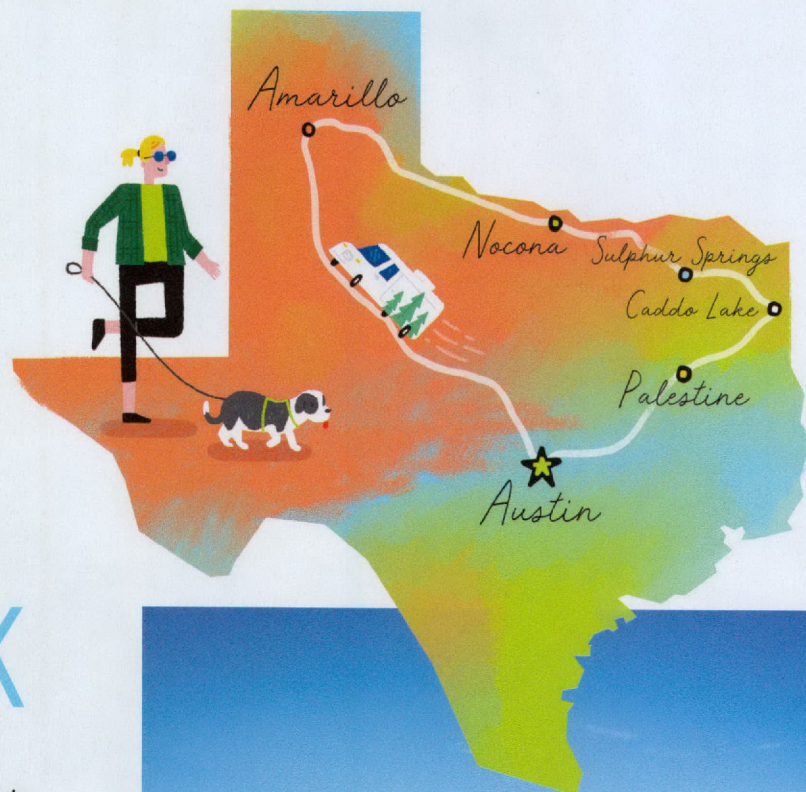 Amarillo
Nocona
Sulphur Springs
Caddo Lake
Palestine
Austin
X